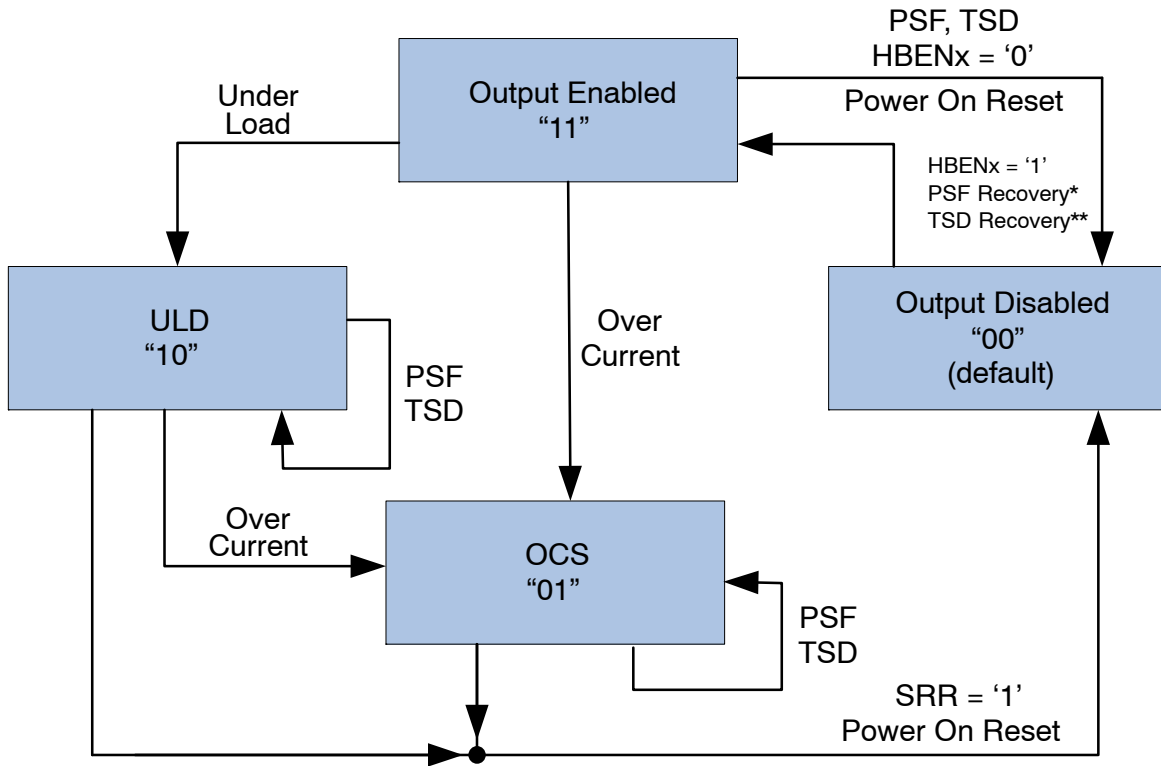 PSF, TSD
HBENx = ‘0’
Power On Reset
Output Enabled
“11”
Under
Load
HBENx = ‘1’
PSF Recovery*
TSD Recovery**
ULD
“10”
Output Disabled
“00”
(default)
Over
Current
PSF
TSD
Over
Current
OCS
“01”
PSF
TSD
SRR = ‘1’
Power On Reset